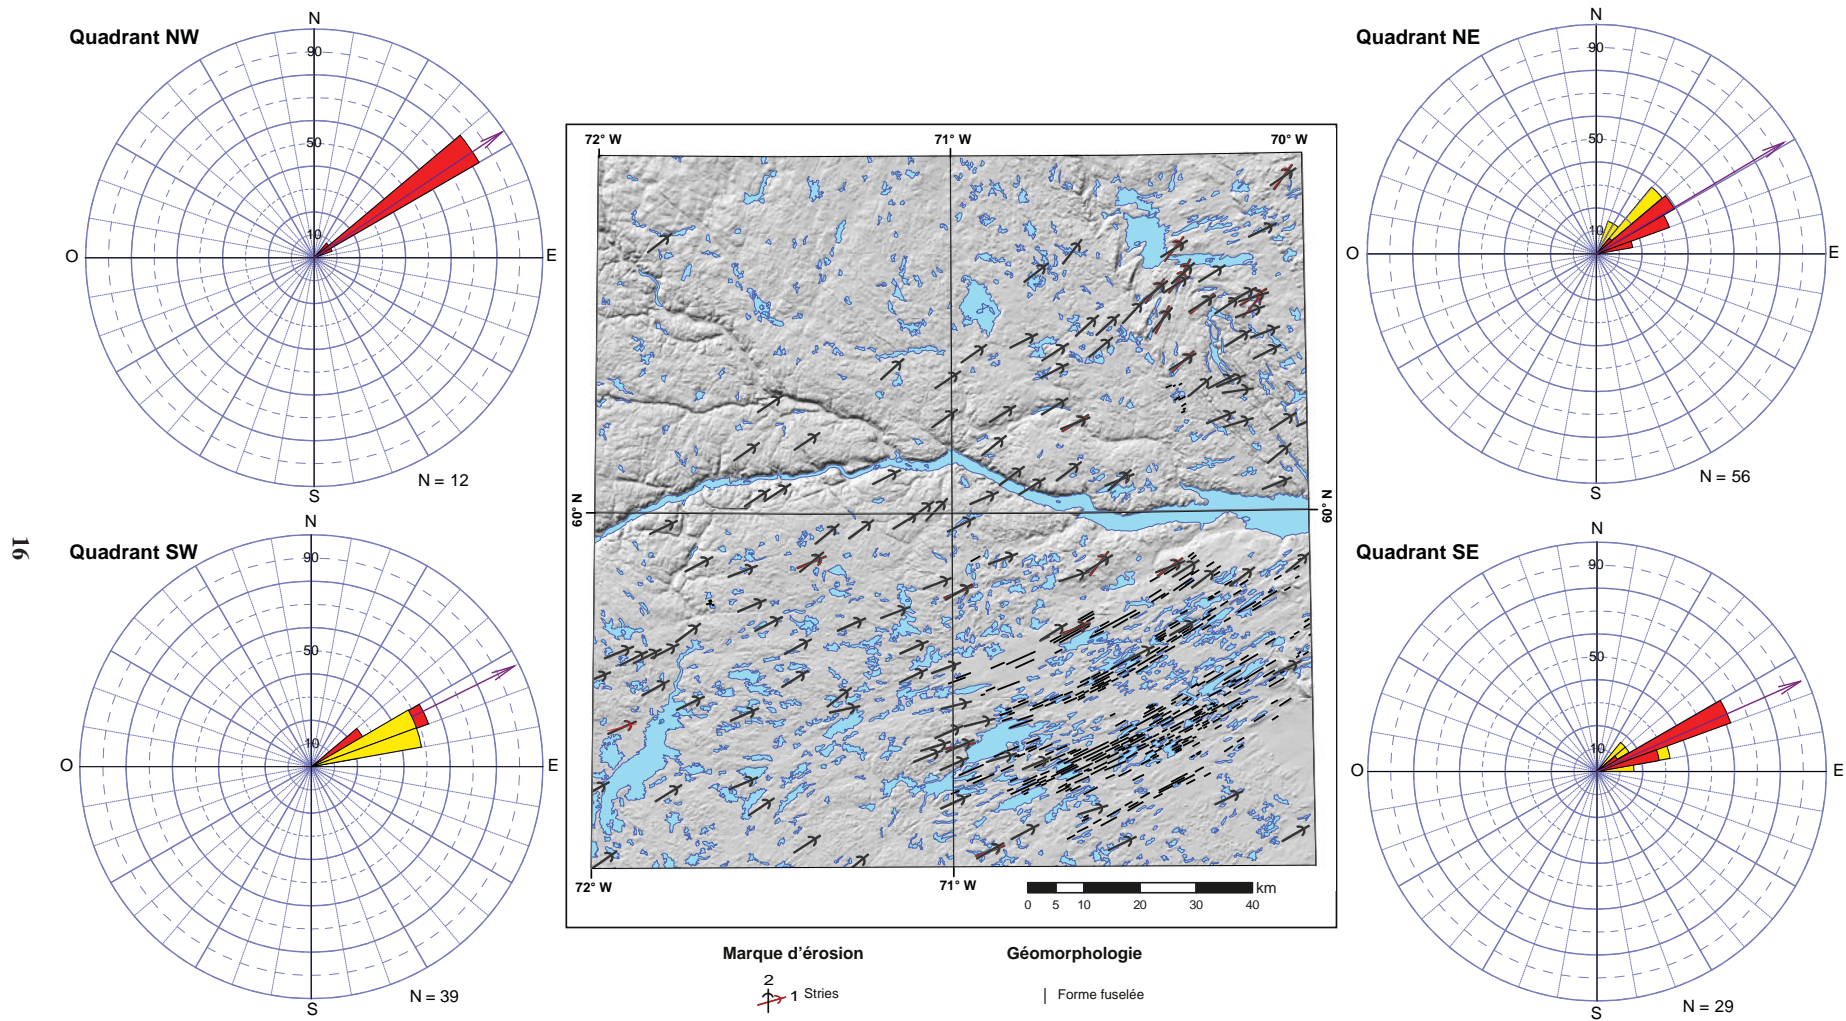 Quadrant NW
N
90
50
10
O
E
S
N = 12
Quadrant NE
N
90
50
10
O
E
S
N = 56
72° W
71° W
70° W
60° N
60° N
72° W
71° W
km
0 5 10 20 30 40
Quadrant SW
N
90
50
10
O
E
S
N = 39
Quadrant SE
N
90
50
10
O
E
S
N = 29
Marque d'érosion
2
1 Stries
Géomorphologie
Forme fuselée
16